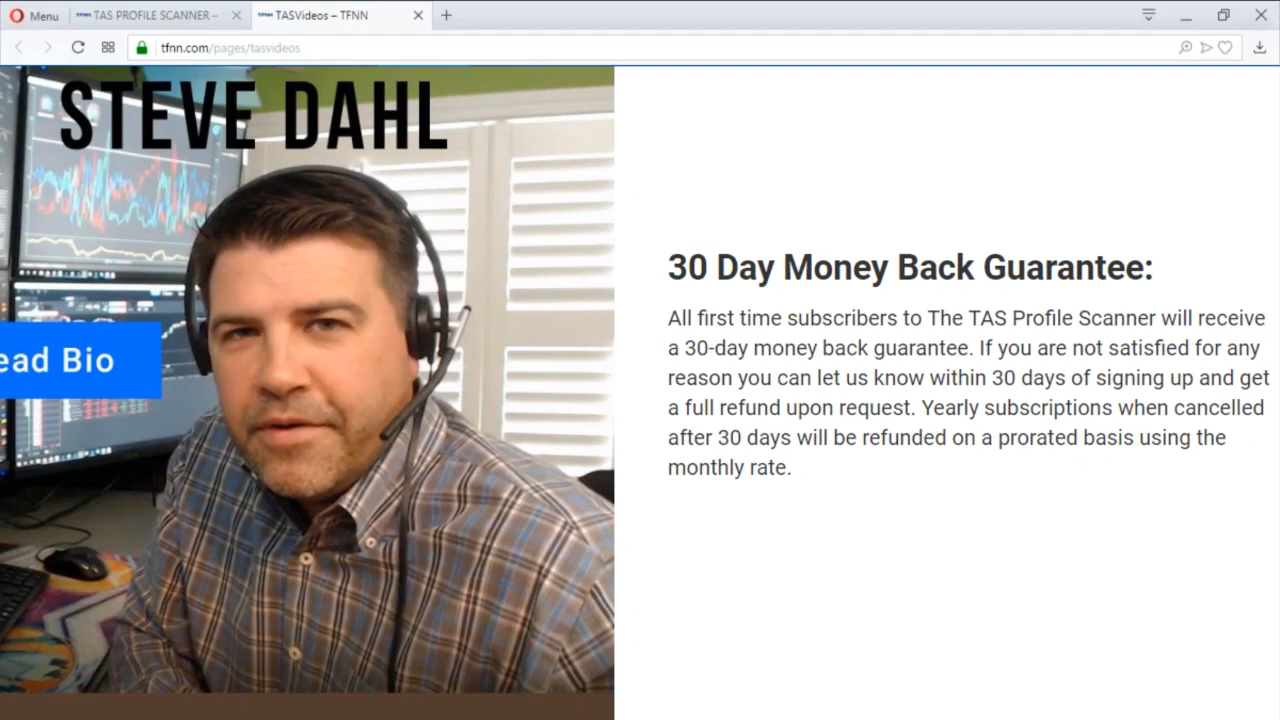 Menu
TAS PROFILE SCANNER –
TASVideos – TFNN
tfnn.com/pages/tasvideos
STEVE DAHL
ead Bio
30 Day Money Back Guarantee:
All first time subscribers to The TAS Profile Scanner will receive
a 30-day money back guarantee. If you are not satisfied for any
reason you can let us know within 30 days of signing up and get
a full refund upon request. Yearly subscriptions when cancelled
after 30 days will be refunded on a prorated basis using the
monthly rate.